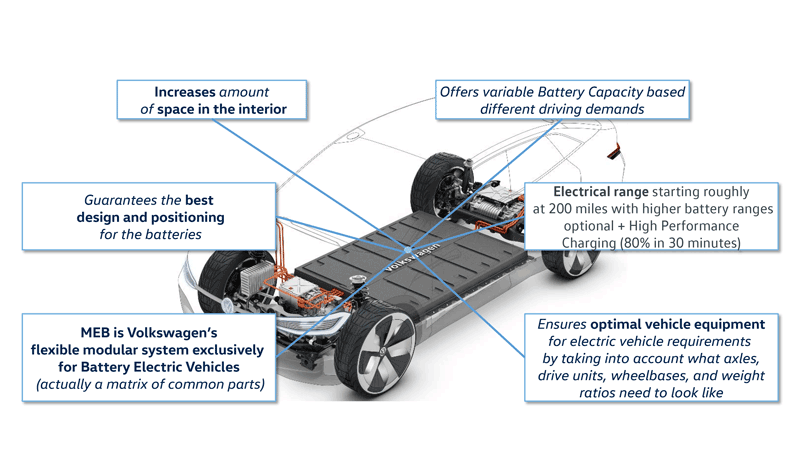 Increases amount
of space in the interior
Offers variable Battery Capacity based
different driving demands
Guarantees the best
design and positioning
for the batteries
Electrical range starting roughly
at 200 miles with higher battery ranges
optional + High Performance
Charging (80% in 30 minutes)
Volkswagen
MEB is Volkswagen's
flexible modular system exclusively
for Battery Electric Vehicles
(actually a matrix of common parts)
Ensures optimal vehicle equipment
for electric vehicle requirements
by taking into account what axles,
drive units, wheelbases, and weight
ratios need to look like